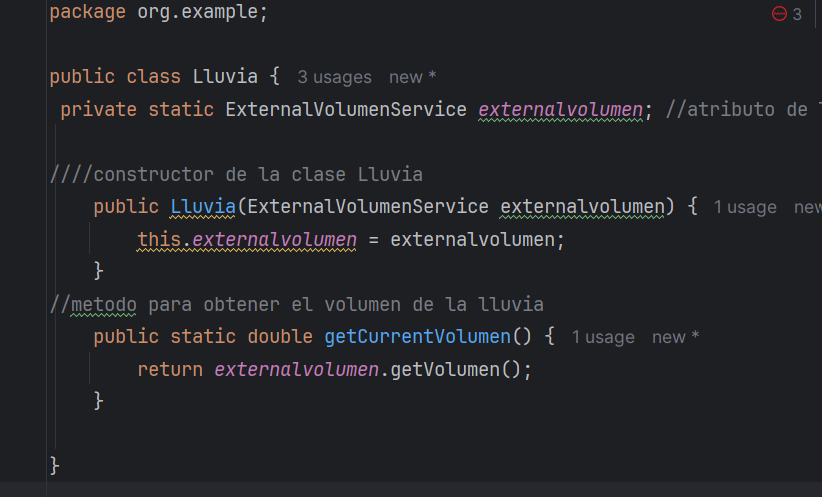 package org.example;
3
public class Lluvia { 3 usages new *
private static ExternalVolumenService externalvolumen; //atributo de
////constructor de la clase Lluvia
public Lluvia(ExternalVolumenService externalvolumen) { 1 usage new
this.externalvolumen = externalvolumen;
}
//metodo para obtener el volumen de la lluvia
public static double getCurrentVolumen() { 1 usage new *
return externalvolumen.getVolumen();
}
}